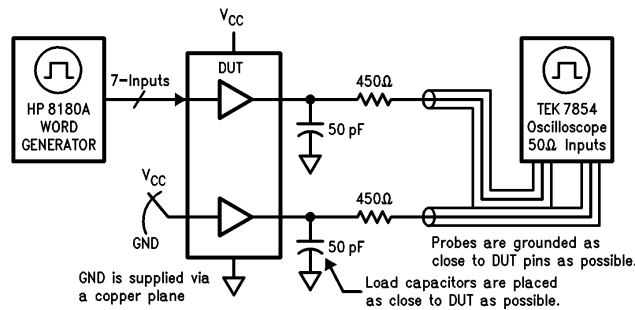 V_CC
DUT
7-Inputs
HP 8180A
WORD
GENERATOR
450Ω
50 pF
TEK 7854
Oscilloscope
50Ω Inputs
V_CC
GND
450Ω
50 pF
Probes are grounded as
close to DUT pins as possible.
GND is supplied via
a copper plane
Load capacitors are placed
as close to DUT as possible.